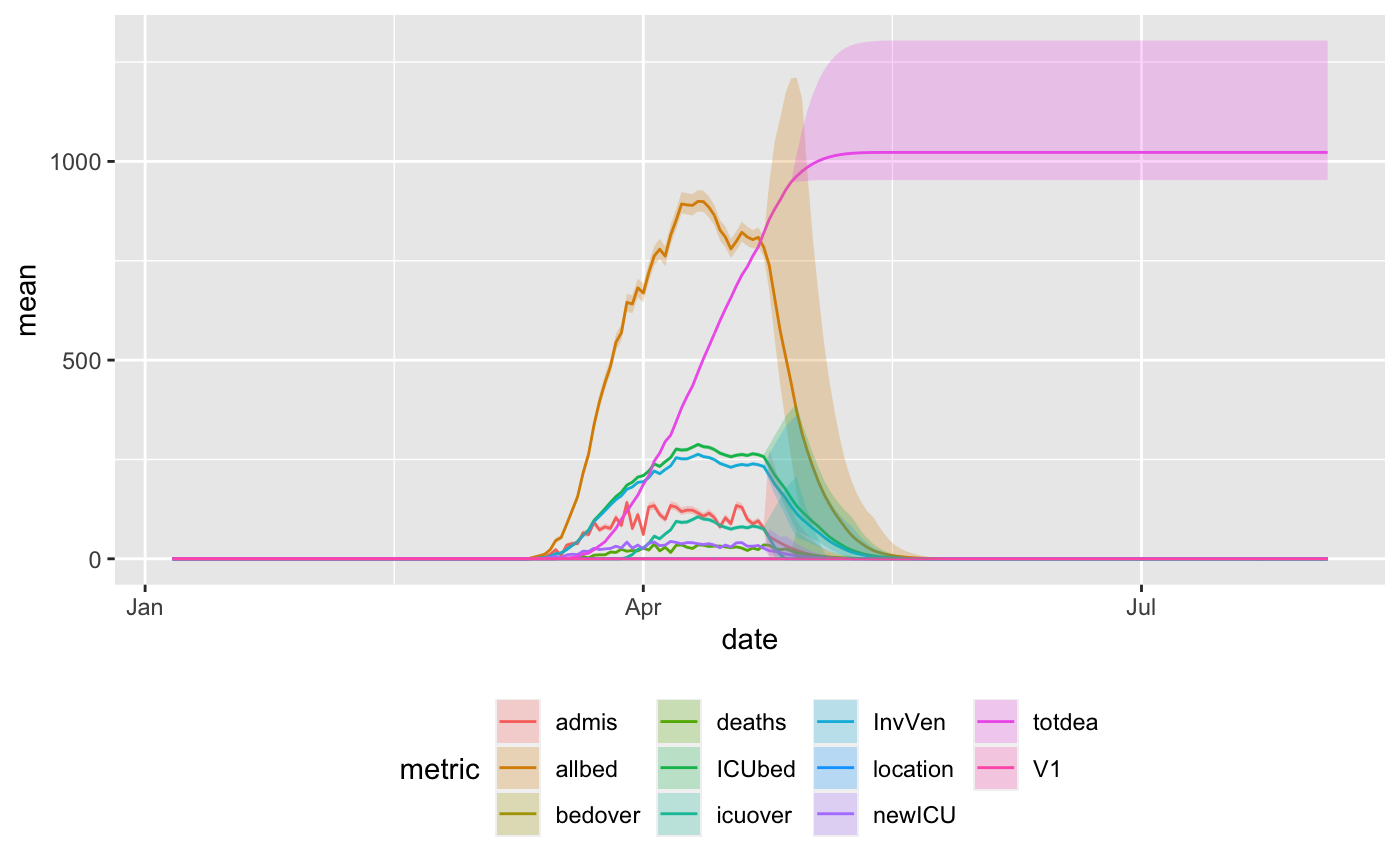 mean
1000
500
0
Jan Apr Jul
date
metric
admis deaths InvVen totdea
allbed ICUbed location V1
bedover icuover newICU